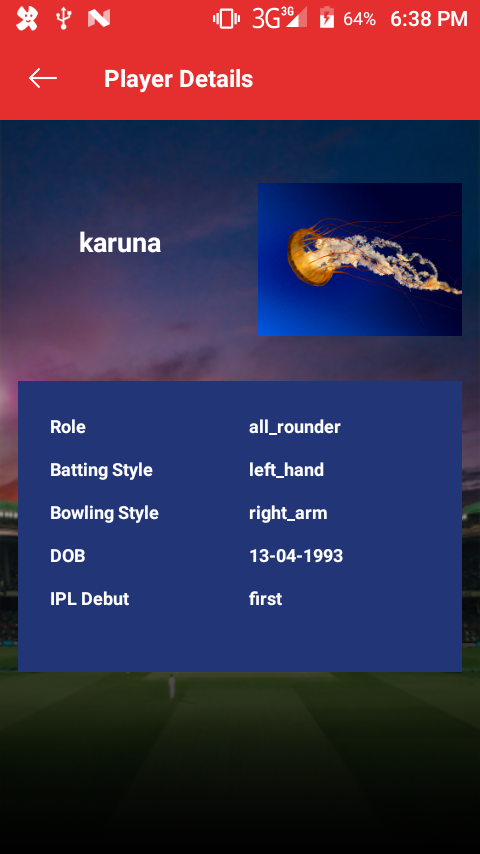 3G 3G 64% 6:38 PM
Player Details
karuna
Role all_rounder
Batting Style left_hand
Bowling Style right_arm
DOB 13-04-1993
IPL Debut first